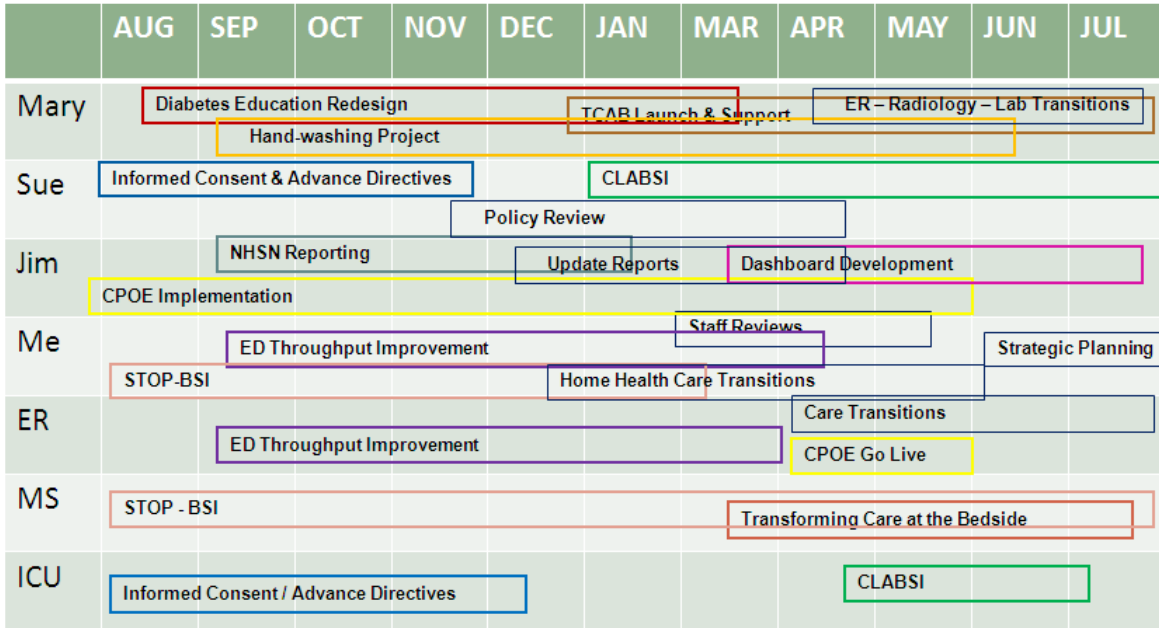 AUG SEP OCT NOV DEC JAN MAR APR MAY JUN JUL
Mary
Diabetes Education Redesign
TCAB Launch & Support
ER – Radiology – Lab Transitions
Hand-washing Project
Sue
Informed Consent & Advance Directives
CLABSI
Policy Review
Jim
NHSN Reporting
Update Reports
Dashboard Development
CPOE Implementation
Me
Staff Reviews
ED Throughput Improvement
Strategic Planning
STOP-BSI
Home Health Care Transitions
ER
Care Transitions
ED Throughput Improvement
CPOE Go Live
MS
STOP - BSI
Transforming Care at the Bedside
ICU
Informed Consent / Advance Directives
CLABSI